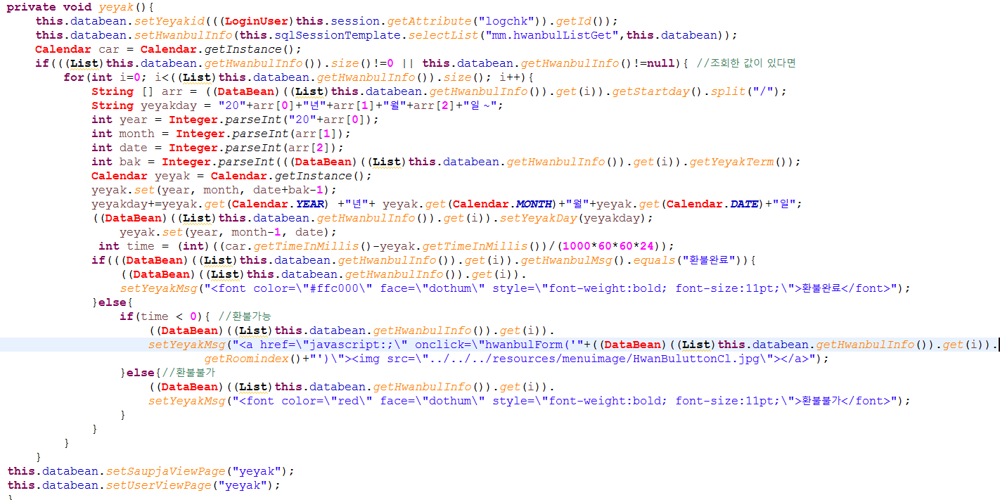 private void yeyak(){
this.databean.setYeyakid(((LoginUser)this.session.getAttribute("logchk")).getId());
this.databean.setHwanbulInfo(this.sqlSessionTemplate.selectList("mm.hwanbulListGet",this.databean));
Calendar car = Calendar.getInstance();
if(((List)this.databean.getHwanbulInfo()).size()!=0 || this.databean.getHwanbulInfo()!=null){ //조회한 값이 있다면
for(int i=0; i<((List)this.databean.getHwanbulInfo()).size(); i++){
String [] arr = ((DataBean)((List)this.databean.getHwanbulInfo()).get(i)).getStartday().split("/");
String yeyakday = "20"+arr[0]+"년"+arr[1]+"월"+arr[2]+"일 ~";
int year = Integer.parseInt("20"+arr[0]);
int month = Integer.parseInt(arr[1]);
int date = Integer.parseInt(arr[2]);
int bak = Integer.parseInt(((DataBean)((List)this.databean.getHwanbulInfo()).get(i)).getYeyakTerm());
Calendar yeyak = Calendar.getInstance();
yeyak.set(year, month, date+bak-1);
yeyakday+=yeyak.get(Calendar.YEAR) +"년"+ yeyak.get(Calendar.MONTH)+"월"+yeyak.get(Calendar.DATE)+"일";
((DataBean)((List)this.databean.getHwanbulInfo()).get(i)).setYeyakDay(yeyakday);
yeyak.set(year, month-1, date);
int time = (int)((car.getTimeInMillis()-yeyak.getTimeInMillis())/(1000*60*60*24));
if(((DataBean)((List)this.databean.getHwanbulInfo()).get(i)).getHwanbulMsg().equals("환불완료")){
((DataBean)((List)this.databean.getHwanbulInfo()).get(i)).
setYeyakMsg("<font color=\"#ffc000\" face=\"dothum\" style=\"font-weight:bold; font-size:11pt;\">환불완료</font>");
}else{
if(time < 0){ //환불가능
((DataBean)((List)this.databean.getHwanbulInfo()).get(i)).
setYeyakMsg("<a href=\"javascript:;\" onclick=\"hwanbulForm('"+((DataBean)((List)this.databean.getHwanbulInfo()).get(i)).
getRoomindex()+"')\"><img src=\"../../../resources/menuimage/HwanBuluttonCl.jpg\"></a>");
}else{//환불불가
((DataBean)((List)this.databean.getHwanbulInfo()).get(i)).
setYeyakMsg("<font color=\"red\" face=\"dothum\" style=\"font-weight:bold; font-size:11pt;\">환불불가</font>");
}
}
}
}
this.databean.setSaupjaViewPage("yeyak");
this.databean.setUserViewPage("yeyak");
}